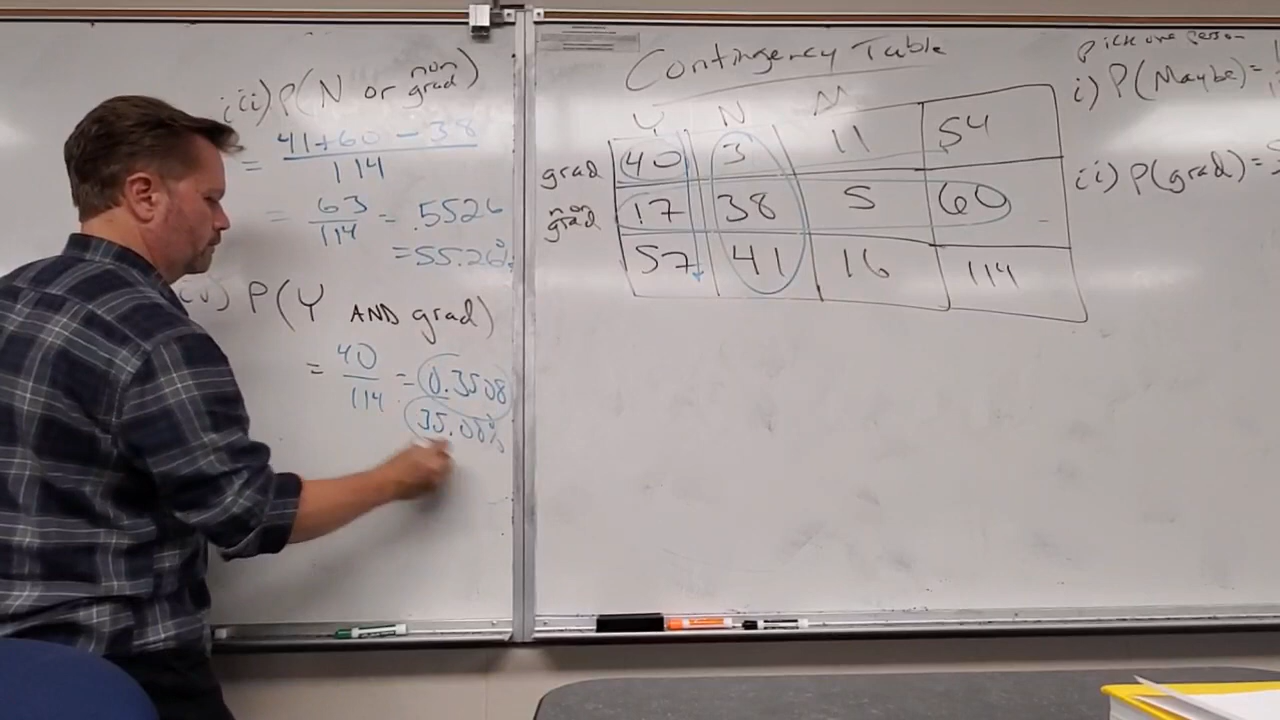 iii) P(N or non grad)
= 41+60-38 / 114
= 63/114 = .5526
= 55.26%
iv) P(Y AND grad)
= 40/114 = 0.3508
35.08%
Contingency Table
Y N M
grad 40 3 11 54
non grad 17 38 5 60
57 41 16 114
Pick one person
i) P(Maybe) =
ii) P(grad) =